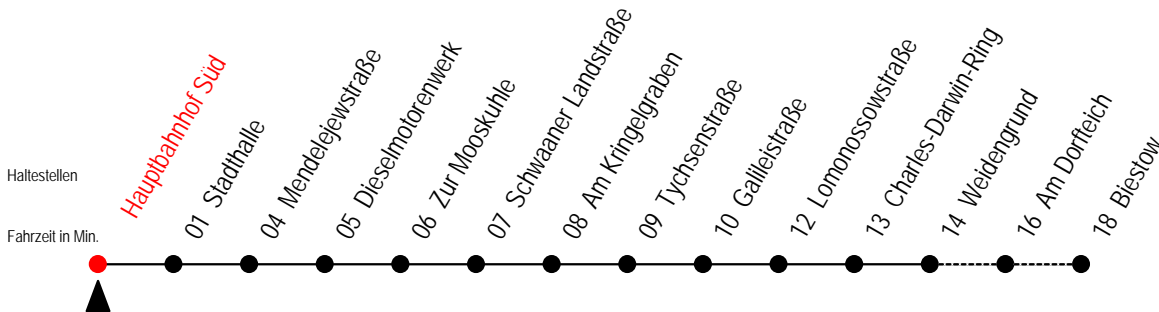 Hauptbahnhof Süd
01 Stadthalle
04 Mendelejewstraße
05 Dieselmotorenwerk
06 Zur Mooskuhle
07 Schwaaner Landstraße
08 Am Kringelgraben
09 Tychsenstraße
10 Galileistraße
12 Lomonossowstraße
13 Charles-Darwin-Ring
14 Weidengrund
16 Am Dorfteich
18 Biestow
Haltestellen
Fahrzeit in Min.